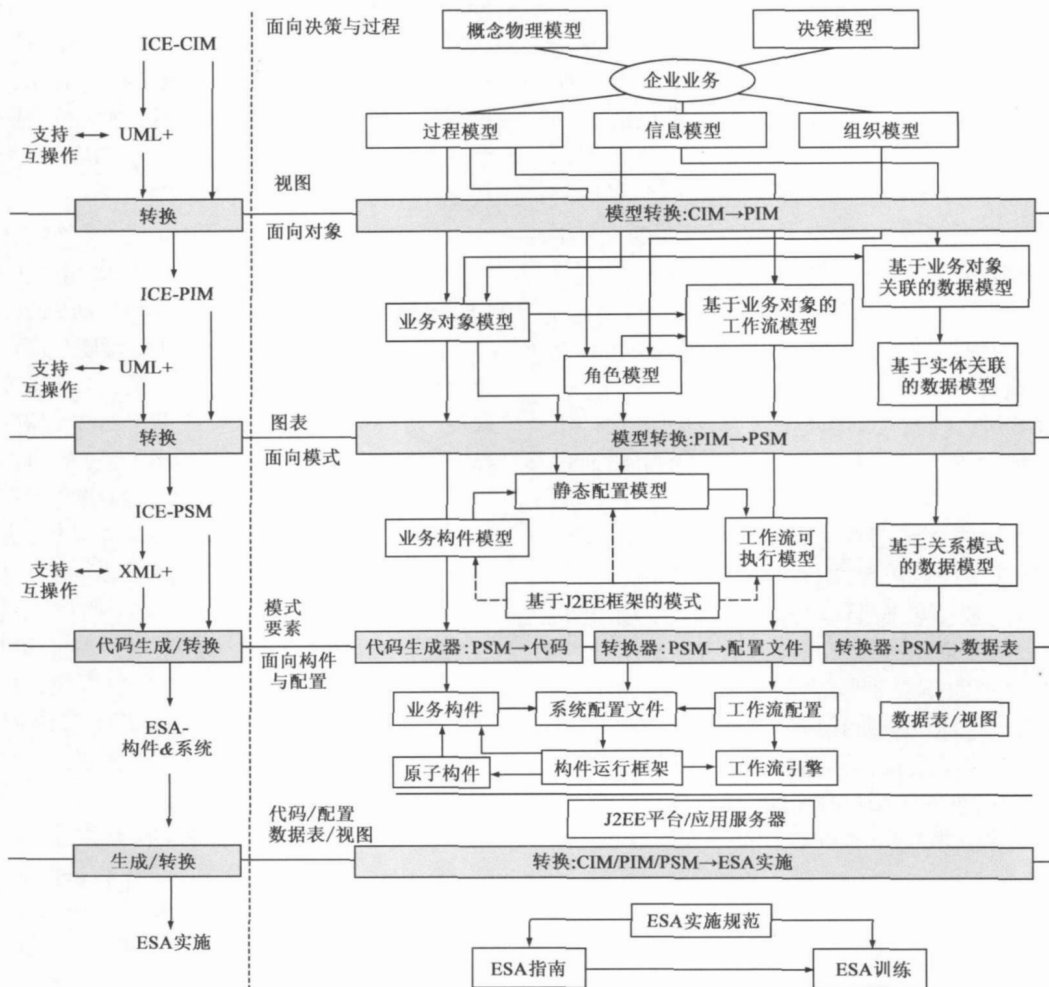 面向决策与过程
概念物理模型
决策模型
ICE-CIM
企业业务
支持
互操作
UML+
过程模型
信息模型
组织模型
视图
转换
模型转换:CIM→PIM
面向对象
ICE-PIM
业务对象模型
基于业务对象的
工作流模型
基于业务对象
关联的数据模型
支持
互操作
UML+
角色模型
基于实体关联
的数据模型
图表
转换
模型转换:PIM→PSM
面向模式
ICE-PSM
静态配置模型
业务构件模型
工作流可
执行模型
基于关系模式
的数据模型
支持
互操作
XML+
基于J2EE框架的模式
模式
要素
代码生成/转换
代码生成器:PSM→代码
转换器:PSM→配置文件
转换器:PSM→数据表
面向构件
与配置
ESA-
构件&系统
业务构件
系统配置文件
工作流配置
数据表/视图
原子构件
构件运行框架
工作流引擎
代码/配置
数据表/视图
J2EE平台/应用服务器
生成/转换
转换:CIM/PIM/PSM→ESA实施
ESA实施
ESA实施规范
ESA指南
ESA训练